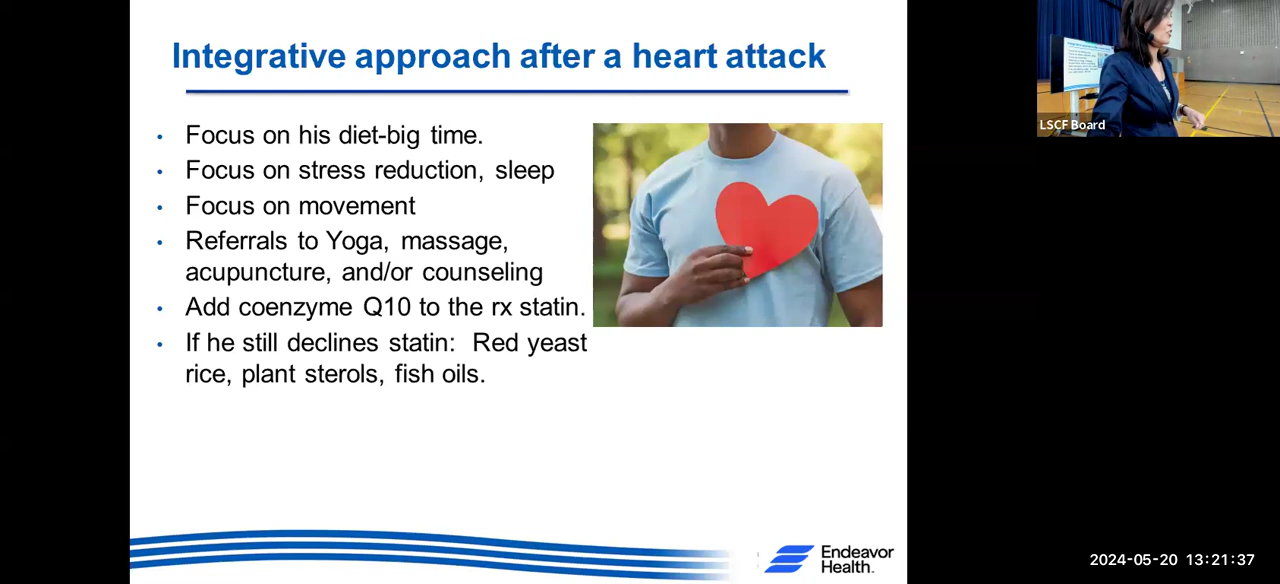 Integrative approach after a heart attack
• Focus on his diet-big time.
• Focus on stress reduction, sleep
• Focus on movement
• Referrals to Yoga, massage,
acupuncture, and/or counseling
• Add coenzyme Q10 to the rx statin.
• If he still declines statin:  Red yeast
rice, plant sterols, fish oils.
LSCF Board
Endeavor
Health.
2024-05-20 13:21:37